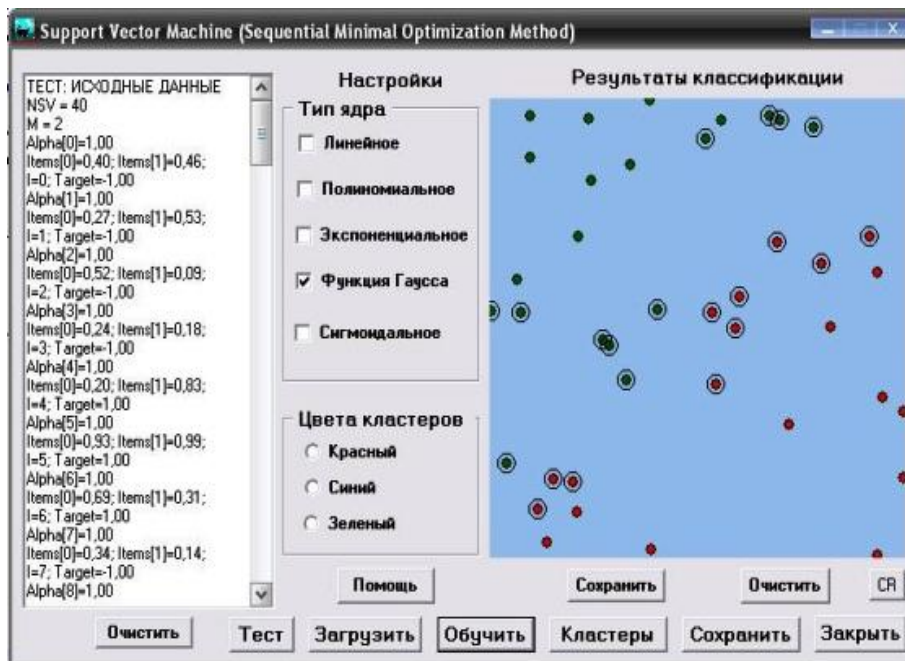 Support Vector Machine (Sequential Minimal Optimization Method)
ТЕСТ: ИСХОДНЫЕ ДАННЫЕ
NSV = 40
M = 2
Alpha[0]=1,00
Items[0]=0,40; Items[1]=0,46;
I=0; Target=-1,00
Alpha[1]=1,00
Items[0]=0,27; Items[1]=0,53;
I=1; Target=-1,00
Alpha[2]=1,00
Items[0]=0,52; Items[1]=0,09;
I=2; Target=-1,00
Alpha[3]=1,00
Items[0]=0,24; Items[1]=0,18;
I=3; Target=-1,00
Alpha[4]=1,00
Items[0]=0,20; Items[1]=0,83;
I=4; Target=1,00
Alpha[5]=1,00
Items[0]=0,93; Items[1]=0,99;
I=5; Target=1,00
Alpha[6]=1,00
Items[0]=0,69; Items[1]=0,31;
I=6; Target=1,00
Alpha[7]=1,00
Items[0]=0,34; Items[1]=0,14;
I=7; Target=-1,00
Alpha[8]=1,00
Настройки
Тип ядра
Линейное
Полиномиальное
Экспоненциальное
Функция Гаусса
Сигмоидальное
Цвета кластеров
Красный
Синий
Зеленый
Результаты классификации
Помощь
Сохранить
Очистить
СЯ
Очистить
Тест
Загрузить
Обучить
Кластеры
Сохранить
Закрыть